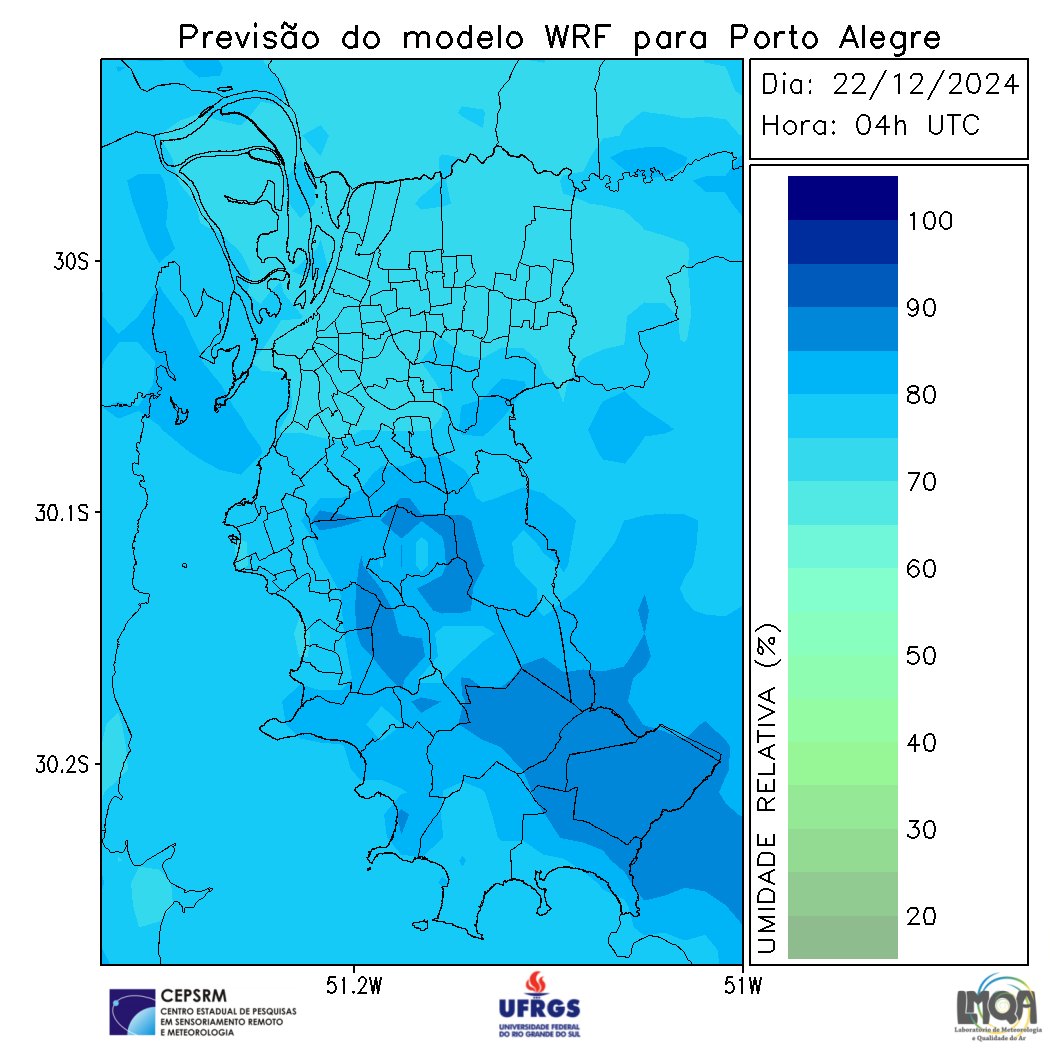 Previsão do modelo WRF para Porto Alegre
Dia: 22/12/2024
Hora: 04h UTC
30S
30.1S
30.2S
51.2W
51W
100
90
80
70
60
50
40
30
20
UMIDADE RELATIVA (%)
CEPSRM
CENTRO ESTADUAL DE PESQUISAS
EM SENSORIAMENTO REMOTO
E METEOROLOGIA
UFRGS
UNIVERSIDADE FEDERAL
DO RIO GRANDE DO SUL
LMQA
Laboratório de Meteorologia
e Qualidade do Ar